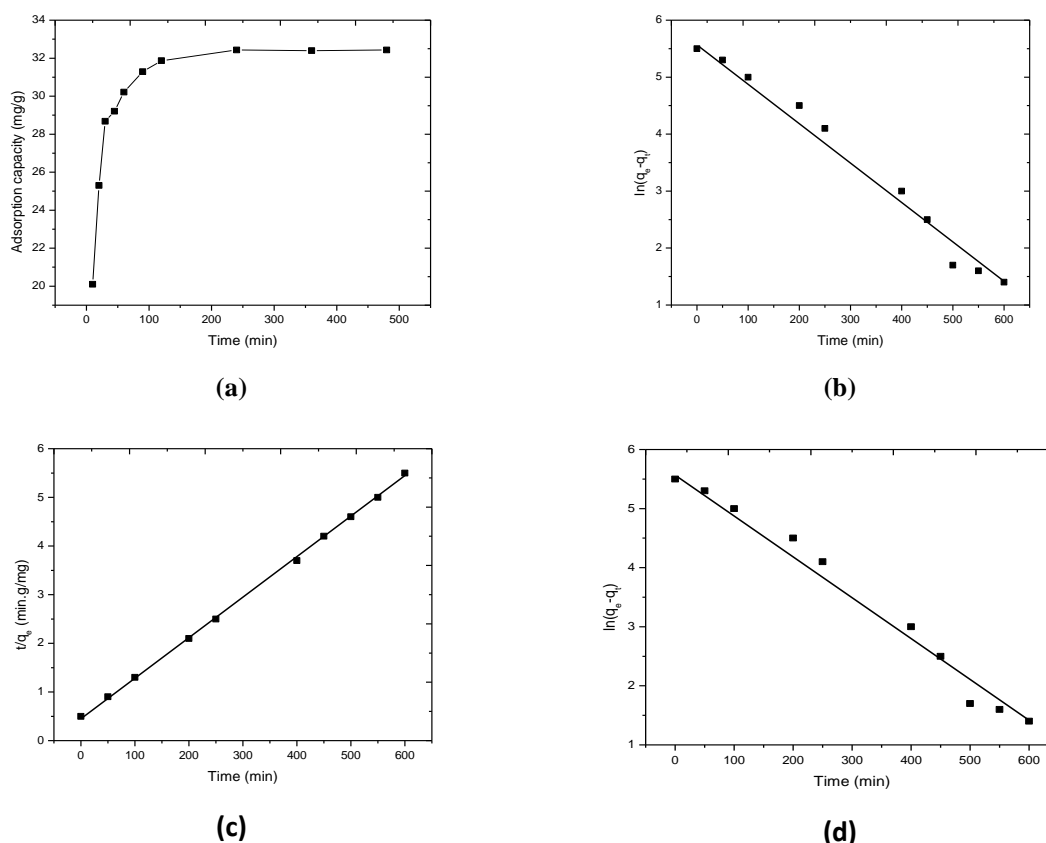 34
32
30
28
26
24
22
20
Adsorption capacity (mg/g)
0 100 200 300 400 500
Time (min)
(a)
6
5
4
3
2
1
ln(qe-qt)
0 100 200 300 400 500 600
Time (min)
(b)
6
5
4
3
2
1
0
t/qe (min.g/mg)
0 100 200 300 400 500 600
Time (min)
(c)
6
5
4
3
2
1
ln(qe-qt)
0 100 200 300 400 500 600
Time (min)
(d)